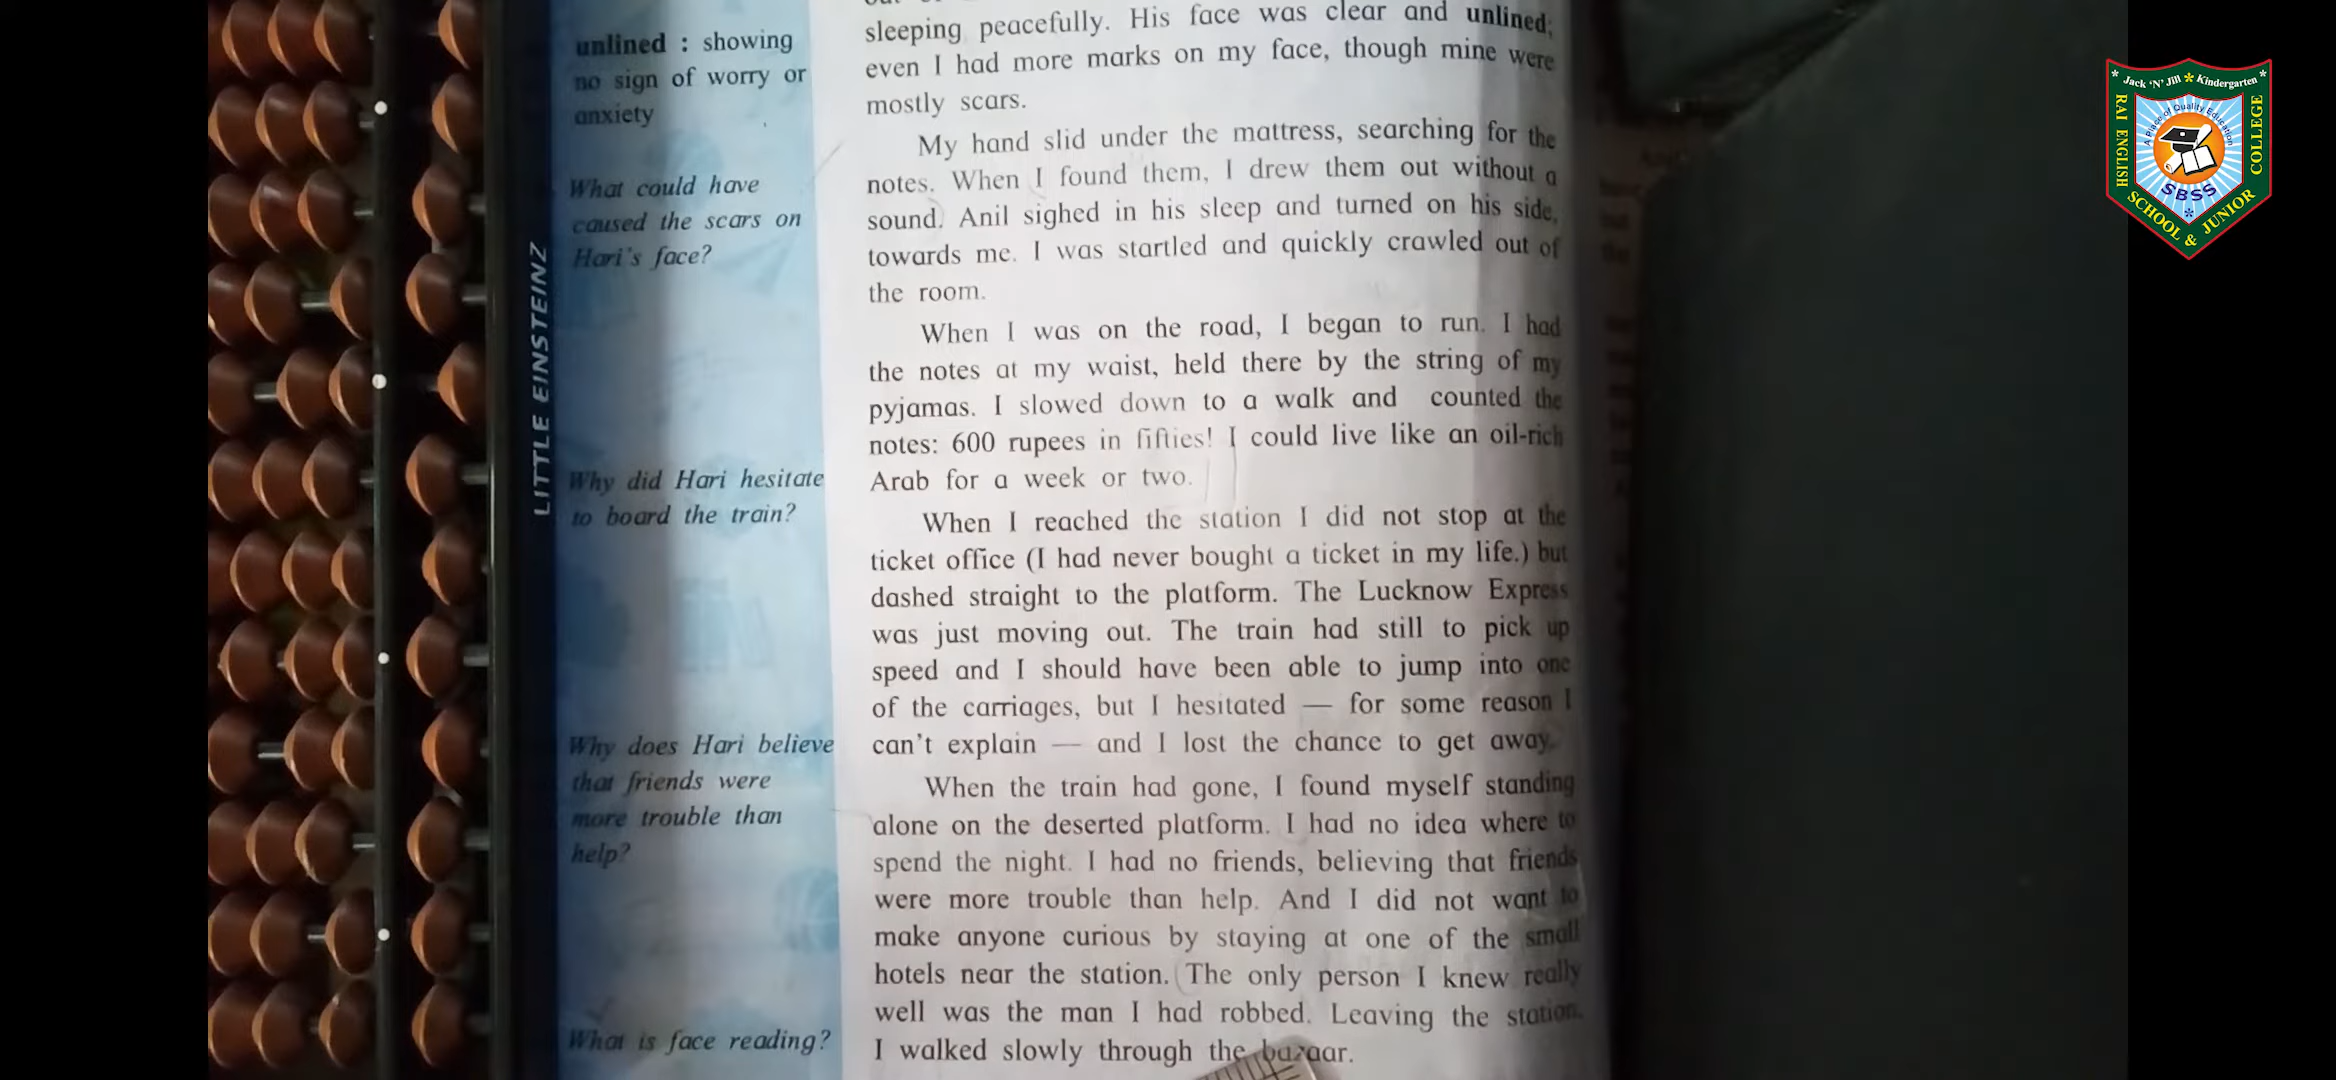 unlined : showing
no sign of worry or
anxiety
What could have
caused the scars on
Hari's face?
Why did Hari hesitate
to board the train?
Why does Hari believe
that friends were
more trouble than
help?
What is face reading?
LITTLE EINSTEINZ
sleeping peacefully. His face was clear and unlined;
even I had more marks on my face, though mine were
mostly scars.
My hand slid under the mattress, searching for the
notes. When I found them, I drew them out without a
sound. Anil sighed in his sleep and turned on his side,
towards me. I was startled and quickly crawled out of
the room.
When I was on the road, I began to run. I had
the notes at my waist, held there by the string of my
pyjamas. I slowed down to a walk and counted the
notes: 600 rupees in fifties! I could live like an oil-rich
Arab for a week or two.
When I reached the station I did not stop at the
ticket office (I had never bought a ticket in my life.) but
dashed straight to the platform. The Lucknow Express
was just moving out. The train had still to pick up
speed and I should have been able to jump into one
of the carriages, but I hesitated — for some reason I
can't explain — and I lost the chance to get away.
When the train had gone, I found myself standing
alone on the deserted platform. I had no idea where to
spend the night. I had no friends, believing that friends
were more trouble than help. And I did not want to
make anyone curious by staying at one of the small
hotels near the station. The only person I knew really
well was the man I had robbed. Leaving the station,
I walked slowly through the bazaar.
Jack 'N' Jill Kindergarten
RAI ENGLISH SCHOOL & JUNIOR COLLEGE
A Place of Quality Education
SBSS